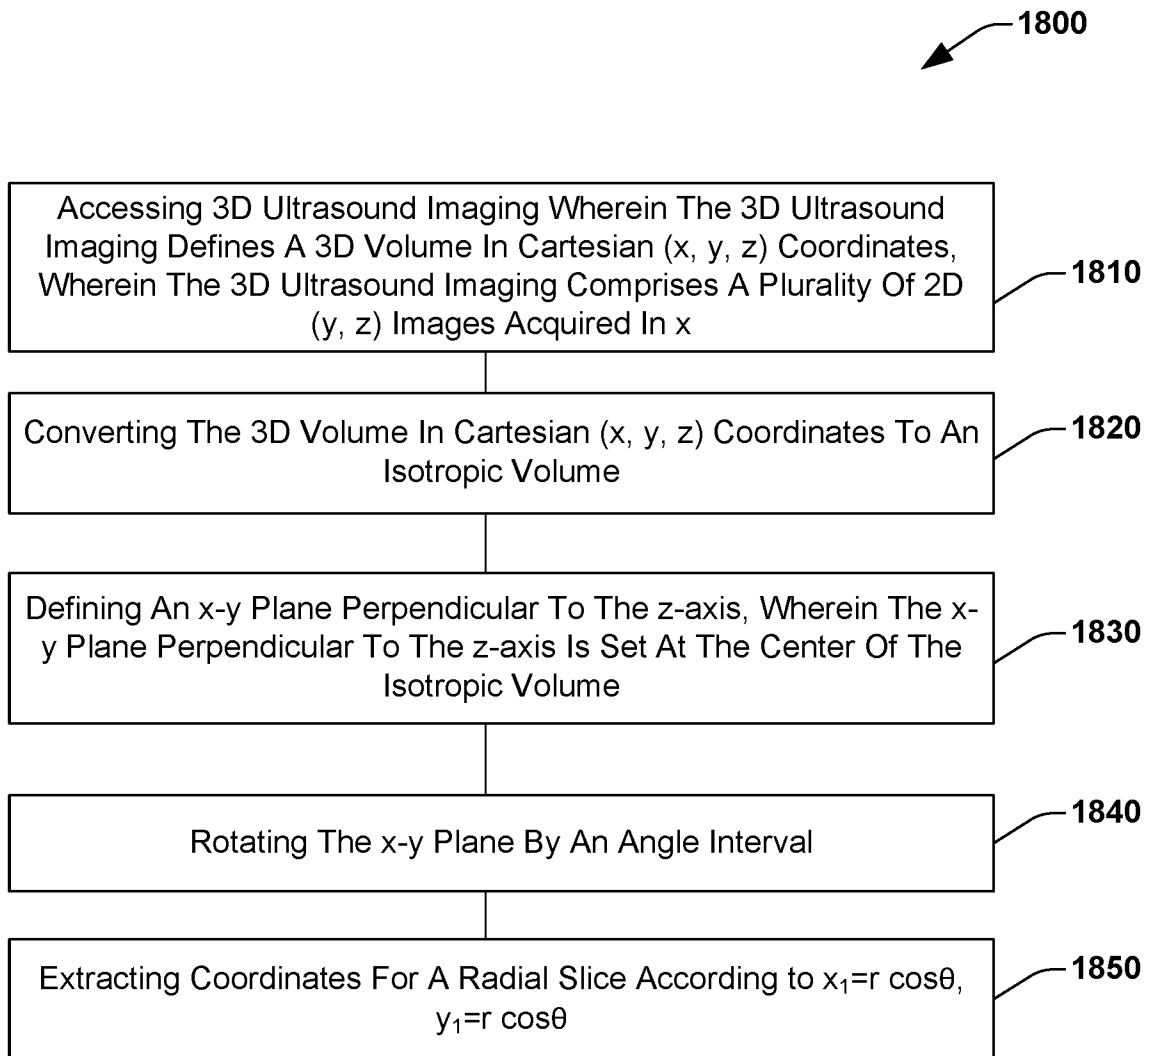 1800
Accessing 3D Ultrasound Imaging Wherein The 3D Ultrasound
Imaging Defines A 3D Volume In Cartesian (x, y, z) Coordinates,
Wherein The 3D Ultrasound Imaging Comprises A Plurality Of 2D
(y, z) Images Acquired In x
1810
Converting The 3D Volume In Cartesian (x, y, z) Coordinates To An
Isotropic Volume
1820
Defining An x-y Plane Perpendicular To The z-axis, Wherein The x-
y Plane Perpendicular To The z-axis Is Set At The Center Of The
Isotropic Volume
1830
Rotating The x-y Plane By An Angle Interval
1840
Extracting Coordinates For A Radial Slice According to x₁=r cosθ,
y₁=r cosθ
1850